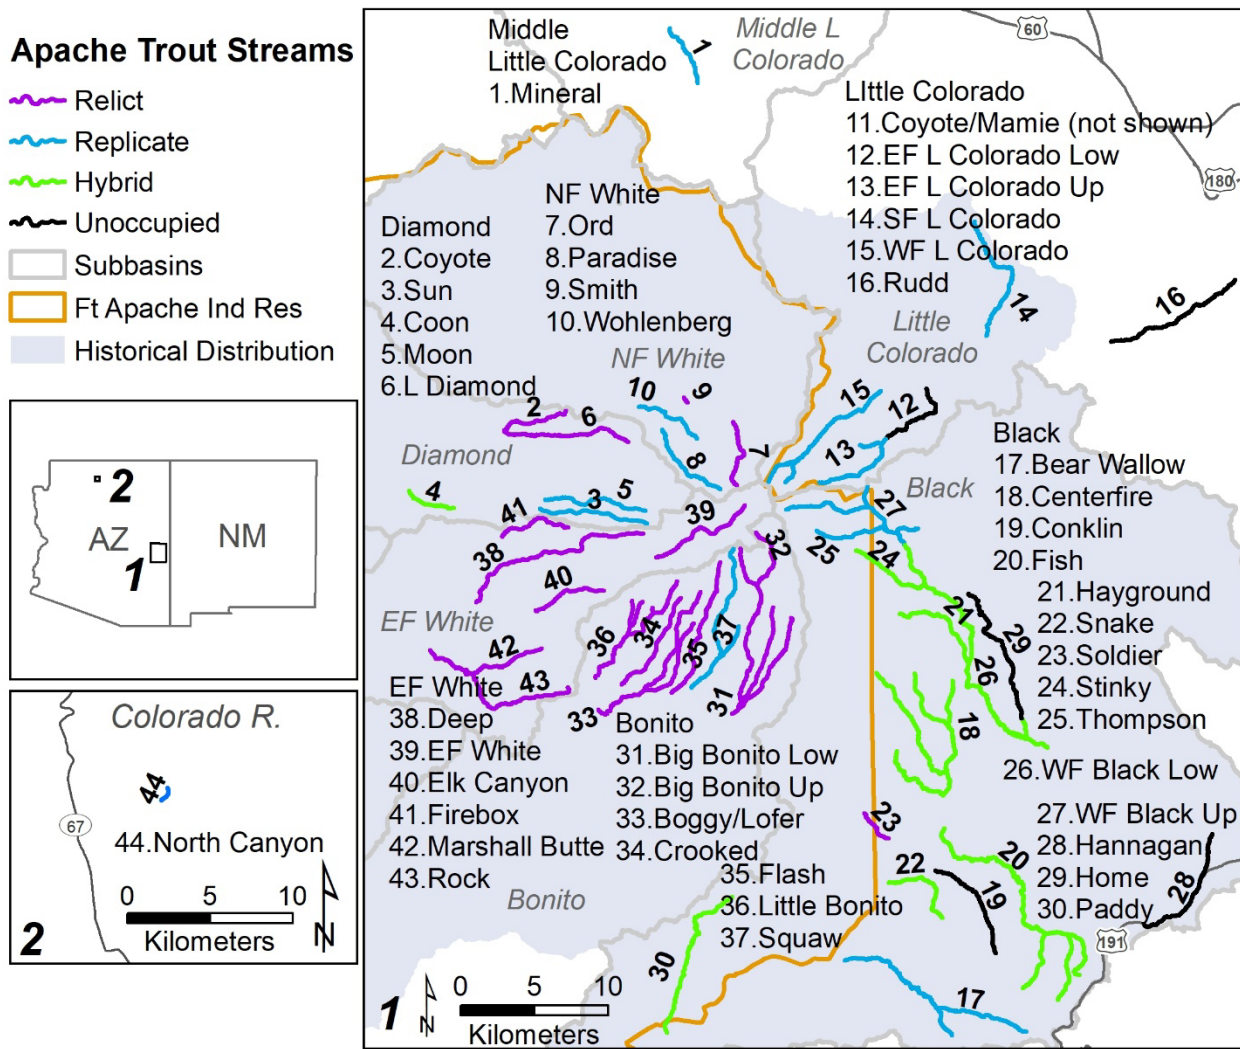 Apache Trout Streams
Relict
Replicate
Hybrid
Unoccupied
Subbasins
Ft Apache Ind Res
Historical Distribution
AZ
NM
2
1
Colorado R.
44
67
44.North Canyon
0 5 10
Kilometers
N
2
Middle
Little Colorado
1.Mineral
1
Middle L
Colorado
60
180
LIttle Colorado
11.Coyote/Mamie (not shown)
12.EF L Colorado Low
13.EF L Colorado Up
14.SF L Colorado
15.WF L Colorado
16.Rudd
14
16
Little
Colorado
NF White
7.Ord
8.Paradise
9.Smith
10.Wohlenberg
Diamond
2.Coyote
3.Sun
4.Coon
5.Moon
6.L Diamond
NF White
10
9
2
6
8
7
15
12
13
Diamond
4
3
5
41
39
38
40
32
Black
27
25
24
Black
17.Bear Wallow
18.Centerfire
19.Conklin
20.Fish
21.Hayground
22.Snake
23.Soldier
24.Stinky
25.Thompson
26.WF Black Low
27.WF Black Up
28.Hannagan
29.Home
30.Paddy
21
29
26
18
EF White
42
43
36
34
35
37
33
31
EF White
38.Deep
39.EF White
40.Elk Canyon
41.Firebox
42.Marshall Butte
43.Rock
Bonito
31.Big Bonito Low
32.Big Bonito Up
33.Boggy/Lofer
34.Crooked
35.Flash
36.Little Bonito
37.Squaw
Bonito
23
22
19
20
28
191
30
17
1
N
0 5 10
Kilometers